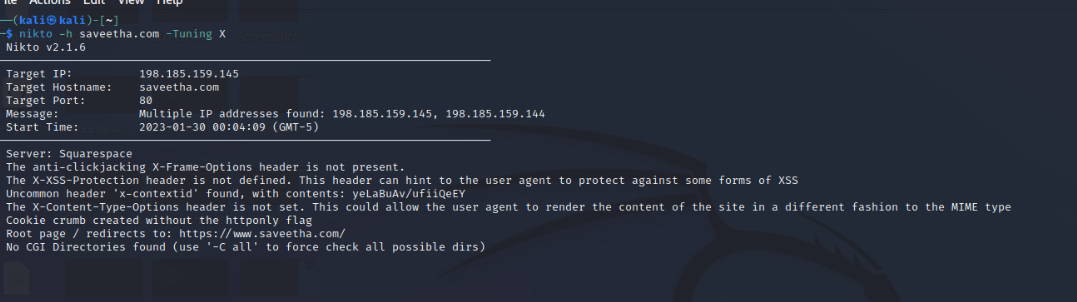 ile Actions Edit View Help
(kali㉿kali)-[~]
$ nikto -h saveetha.com -Tuning X
Nikto v2.1.6
Target IP: 198.185.159.145
Target Hostname: saveetha.com
Target Port: 80
Message: Multiple IP addresses found: 198.185.159.145, 198.185.159.144
Start Time: 2023-01-30 00:04:09 (GMT-5)
Server: Squarespace
The anti-clickjacking X-Frame-Options header is not present.
The X-XSS-Protection header is not defined. This header can hint to the user agent to protect against some forms of XSS
Uncommon header 'x-contextid' found, with contents: yeLaBuAv/ufiiQeEY
The X-Content-Type-Options header is not set. This could allow the user agent to render the content of the site in a different fashion to the MIME type
Cookie crumb created without the httponly flag
Root page / redirects to: https://www.saveetha.com/
No CGI Directories found (use '-C all' to force check all possible dirs)